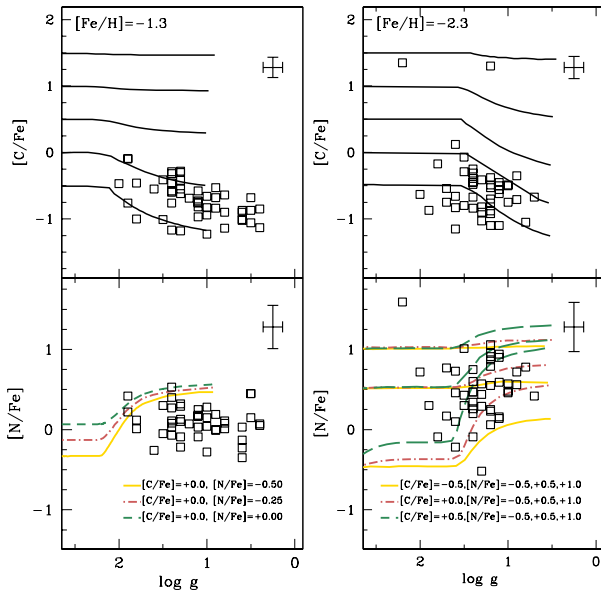 [Fe/H]=−1.3
[Fe/H]=−2.3
2
1
0
−1
[C/Fe]
2
1
0
−1
[C/Fe]
1
0
−1
[N/Fe]
[C/Fe]=+0.0, [N/Fe]=−0.50
[C/Fe]=+0.0, [N/Fe]=−0.25
[C/Fe]=+0.0, [N/Fe]=+0.00
2 1 0
log g
1
0
−1
[N/Fe]
[C/Fe]=−0.5,[N/Fe]=−0.5,+0.5,+1.0
[C/Fe]=+0.0,[N/Fe]=−0.5,+0.5,+1.0
[C/Fe]=+0.5,[N/Fe]=−0.5,+0.5,+1.0
2 1 0
log g